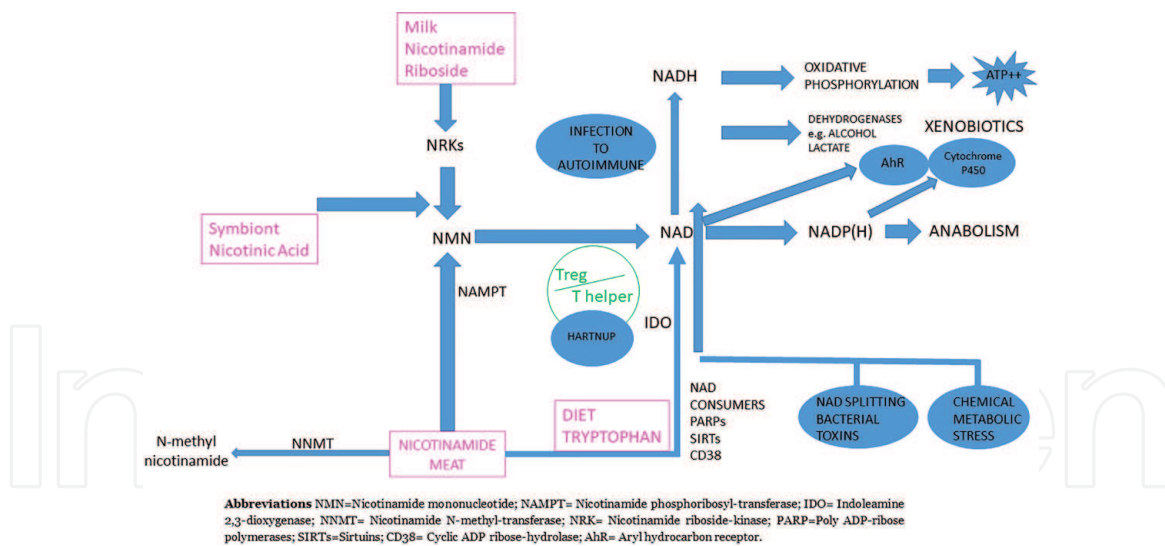 Milk
Nicotinamide
Riboside
NRKs
Symbiont
Nicotinic Acid
NMN
NAMPT
NICOTINAMIDE
MEAT
NNMT
N-methyl
nicotinamide
INFECTION
TO
AUTOIMMUNE
Treg
T helper
HARTNUP
IDO
DIET
TRYPTOPHAN
NADH
NAD
OXIDATIVE
PHOSPHORYLATION
ATP++
DEHYDROGENASES
e.g. ALCOHOL
LACTATE
XENOBIOTICS
AhR
Cytochrome
P450
NADP(H)
ANABOLISM
NAD
CONSUMERS
PARPs
SIRTs
CD38
NAD SPLITTING
BACTERIAL
TOXINS
CHEMICAL
METABOLIC
STRESS
Abbreviations NMN=Nicotinamide mononucleotide; NAMPT= Nicotinamide phosphoribosyl-transferase; IDO= Indoleamine
2,3-dioxygenase; NNMT= Nicotinamide N-methyl-transferase; NRK= Nicotinamide riboside-kinase; PARP=Poly ADP-ribose
polymerases; SIRTs=Sirtuins; CD38= Cyclic ADP ribose-hydrolase; AhR= Aryl hydrocarbon receptor.